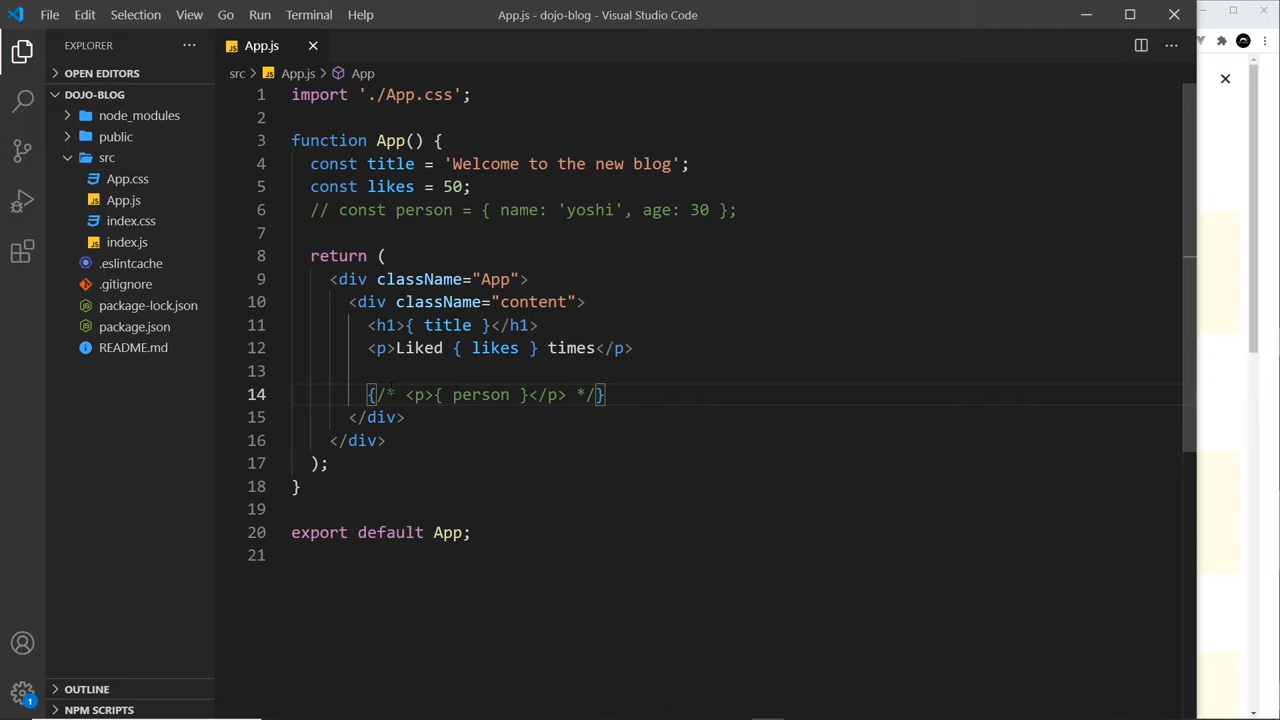 File Edit Selection View Go Run Terminal Help App.js - dojo-blog - Visual Studio Code
EXPLORER
OPEN EDITORS
DOJO-BLOG
node_modules
public
src
App.css
App.js
index.css
index.js
.eslintcache
.gitignore
package-lock.json
package.json
README.md
OUTLINE
NPM SCRIPTS
1
JS App.js
src > JS App.js > App
1 import './App.css';
2
3 function App() {
4 const title = 'Welcome to the new blog';
5 const likes = 50;
6 // const person = { name: 'yoshi', age: 30 };
7
8 return (
9 <div className="App">
10 <div className="content">
11 <h1>{ title }</h1>
12 <p>Liked { likes } times</p>
13
14 {/* <p>{ person }</p> */}
15 </div>
16 </div>
17 );
18 }
19
20 export default App;
21